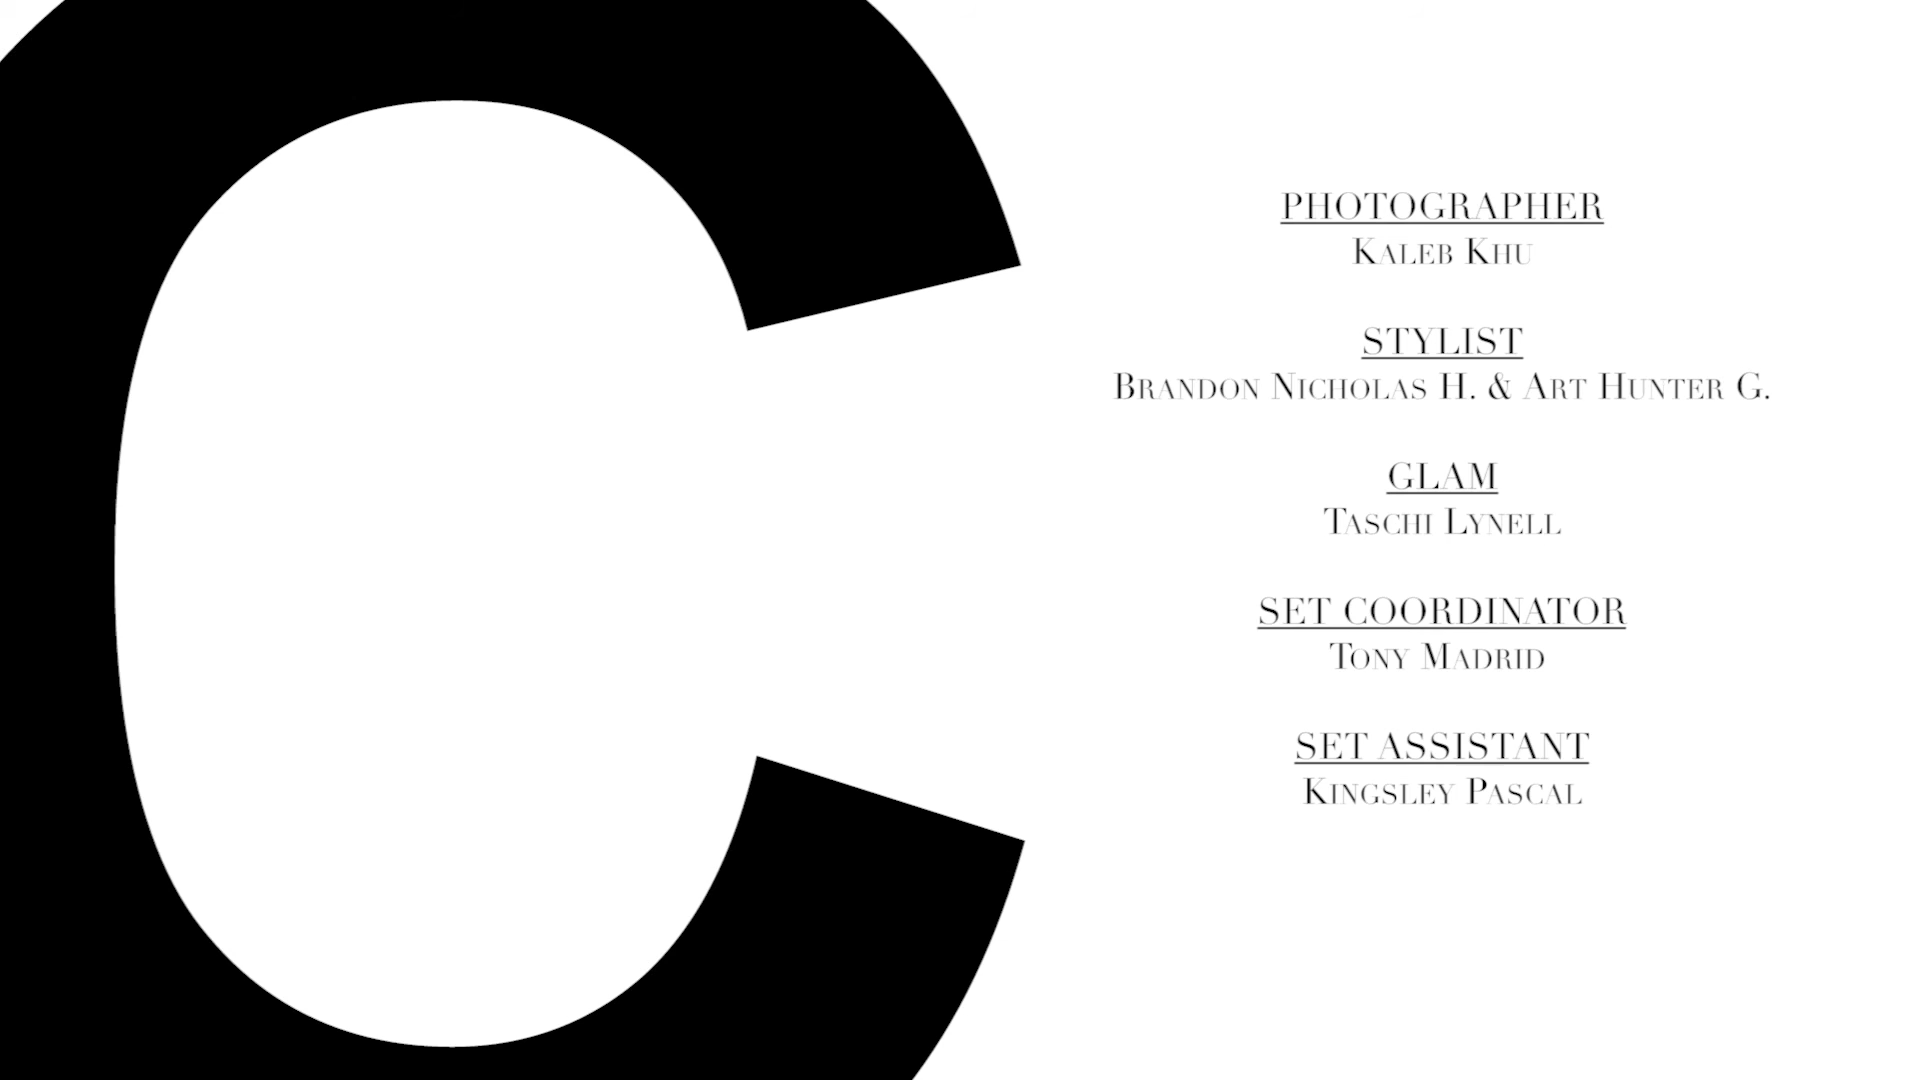 C
PHOTOGRAPHER
Kaleb Khu
STYLIST
Brandon Nicholas H. & Art Hunter G.
GLAM
Taschi Lynell
SET COORDINATOR
Tony Madrid
SET ASSISTANT
Kingsley Pascal